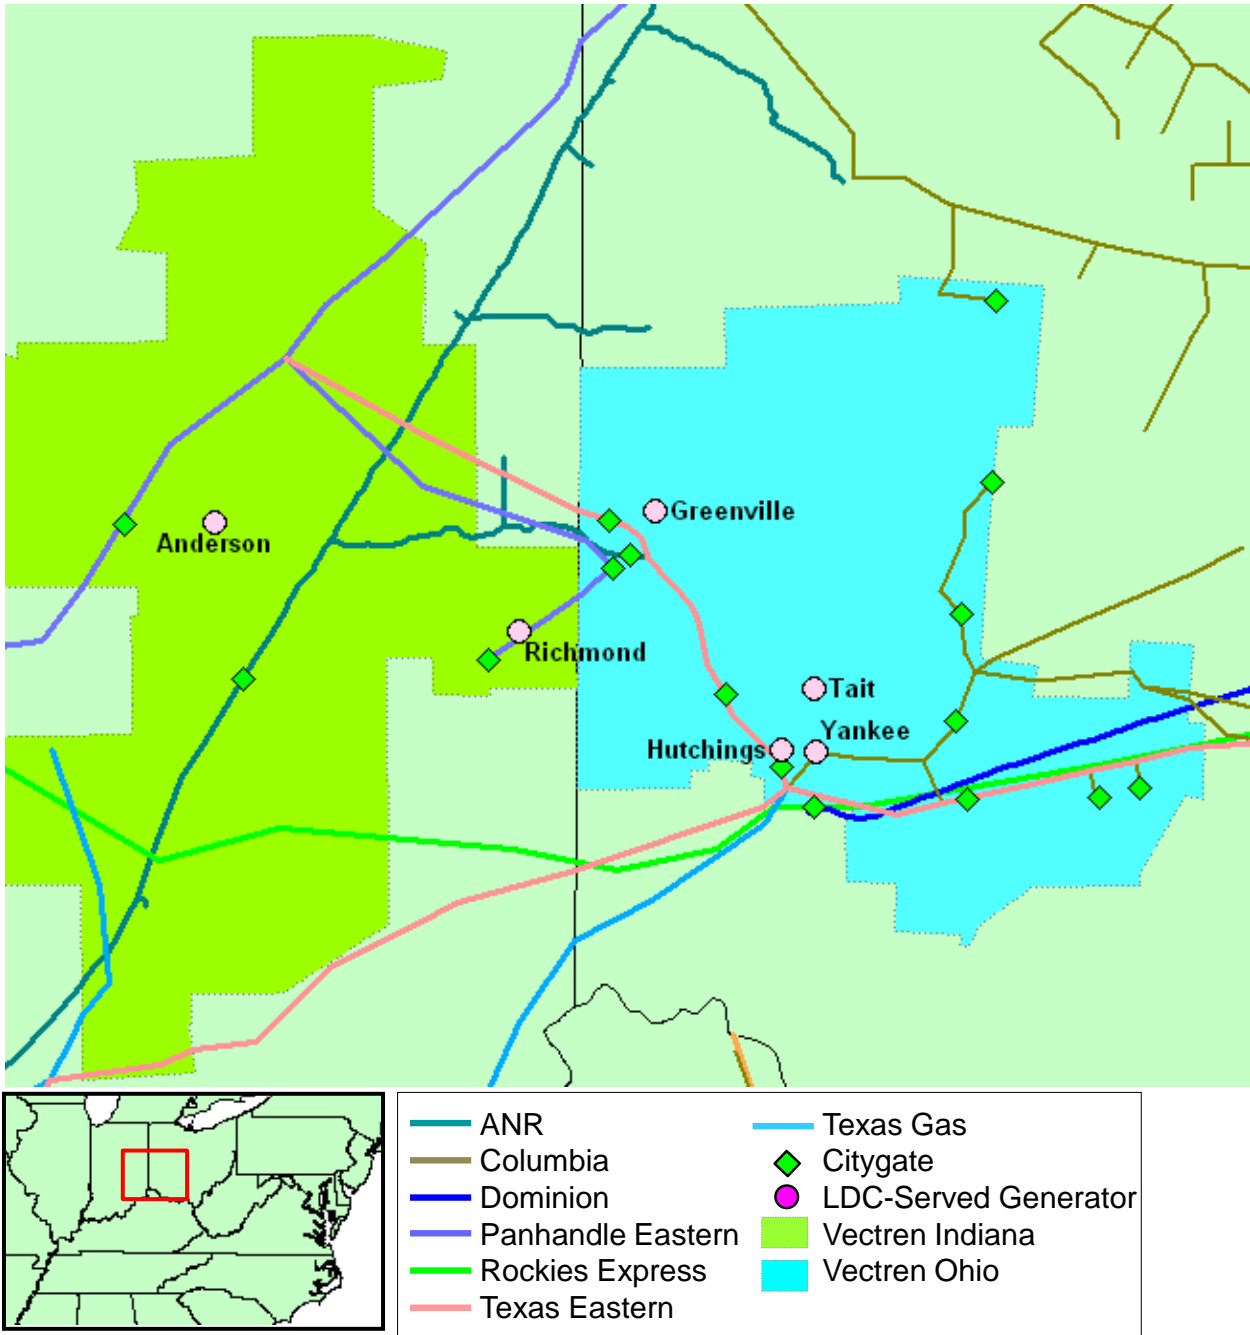 Greenville
Anderson
Richmond
Tait
Yankee
Hutchings
ANR
Columbia
Dominion
Panhandle Eastern
Rockies Express
Texas Eastern
Texas Gas
Citygate
LDC-Served Generator
Vectren Indiana
Vectren Ohio